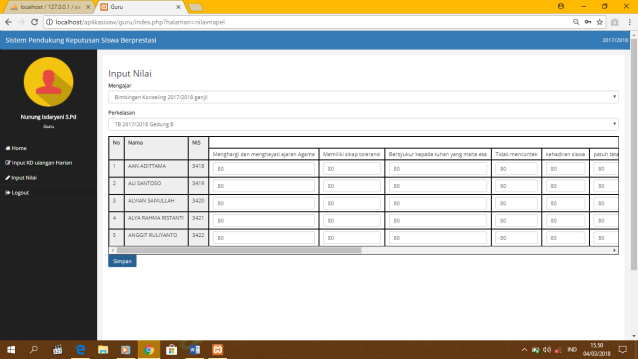 localhost / 127.0.0.1 / sa
Guru
localhost/aplikasisaw/guru/index.php?halaman=nilaimapel
Sistem Pendukung Keputusan Siswa Berprestasi
2017/2018
Nunung Isdaryani S.Pd
Guru
Home
Input KD ulangan Harian
Input Nilai
Logout
Input Nilai
Mengajar
Bimbingan Konseling 2017/2018 ganjil
Perkelasan
7B 2017/2018 Gedung B
No Nama NIS
Menghargi dan menghayati ajaran Agama Memiliki sikap toleransi Bersyukur kepada tuhan yang maha esa Tidak mencontek kehadiran siswa patuh tata
1 AAN ADITTAMA 3418 80 80 80 80 80 80
2 ALI SANTOSO 3419 80 80 80 80 80 80
3 ALVIAN SAIVULLAH 3420 80 80 80 80 80 80
4 ALYA RAHMA RISTANTI 3421 80 80 80 80 80 80
5 ANGGIT RULIYANTO 3422 80 80 80 80 80 80
Simpan
IND
15.50
04/03/2018